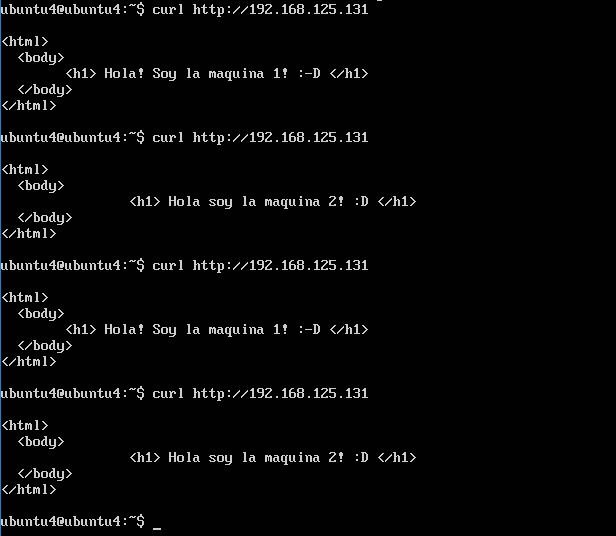 ubuntu4@ubuntu4:~$ curl http://192.168.125.131
<html>
<body>
<h1> Hola! Soy la maquina 1! :-D </h1>
</body>
</html>
ubuntu4@ubuntu4:~$ curl http://192.168.125.131
<html>
<body>
<h1> Hola soy la maquina 2! :D </h1>
</body>
</html>
ubuntu4@ubuntu4:~$ curl http://192.168.125.131
<html>
<body>
<h1> Hola! Soy la maquina 1! :-D </h1>
</body>
</html>
ubuntu4@ubuntu4:~$ curl http://192.168.125.131
<html>
<body>
<h1> Hola soy la maquina 2! :D </h1>
</body>
</html>
ubuntu4@ubuntu4:~$ _